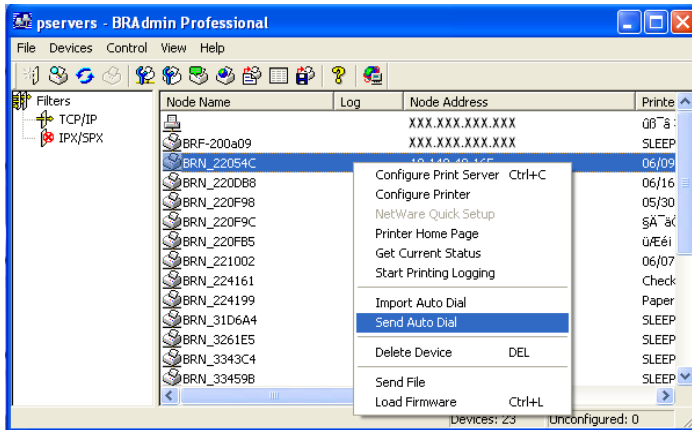 pservers - BRAdmin Professional
File Devices Control View Help
Filters
TCP/IP
IPX/SPX
Node Name Log Node Address Printe
XXX.XXX.XXX.XXX
BRF-200a09 XXX.XXX.XXX.XXX SLEEP
BRN_22054C 06/09
BRN_220DB8 06/16
BRN_220F98 05/30
BRN_220F9C
BRN_220FB5
BRN_221002 06/07
BRN_224161 Check
BRN_224199 Paper
BRN_31D6A4 SLEEP
BRN_3261E5 SLEEP
BRN_3343C4 SLEEP
BRN_33459B SLEEP
Configure Print Server Ctrl+C
Configure Printer
NetWare Quick Setup
Printer Home Page
Get Current Status
Start Printing Logging
Import Auto Dial
Send Auto Dial
Delete Device DEL
Send File
Load Firmware Ctrl+L
Devices: 23 Unconfigured: 0